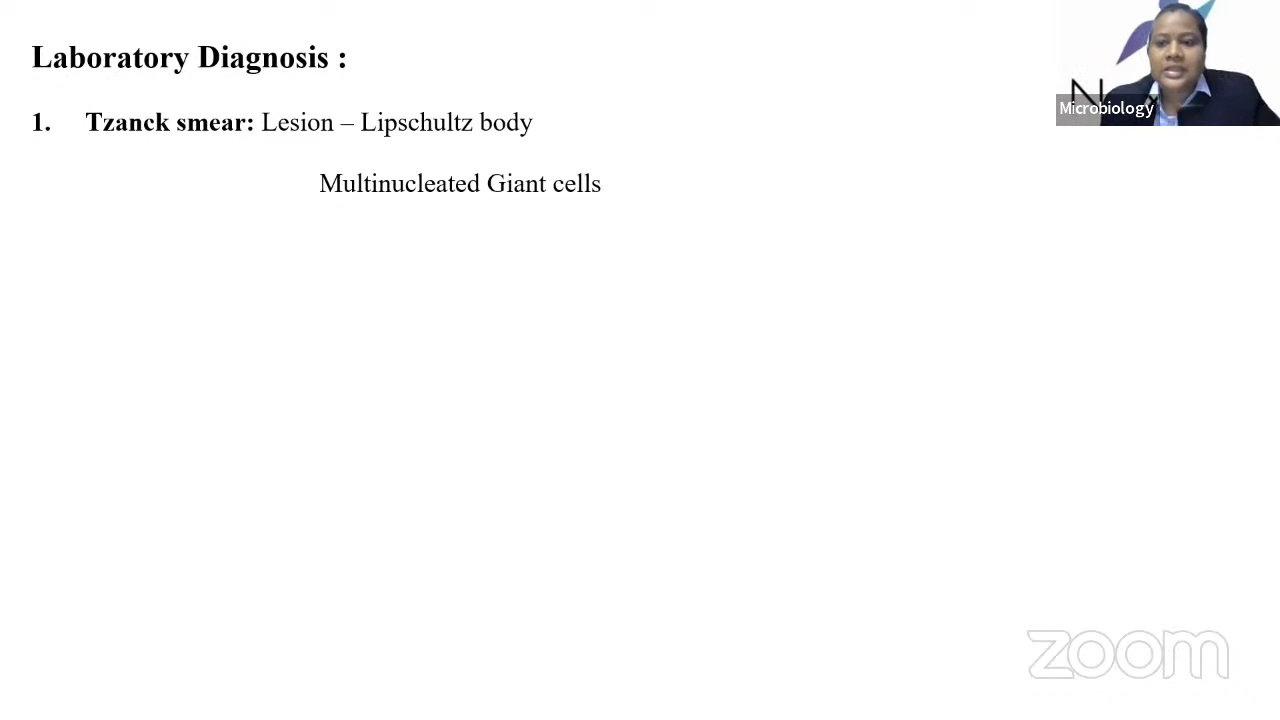 Laboratory Diagnosis :
1. Tzanck smear: Lesion – Lipschultz body
Multinucleated Giant cells
N
Microbiology
zoom